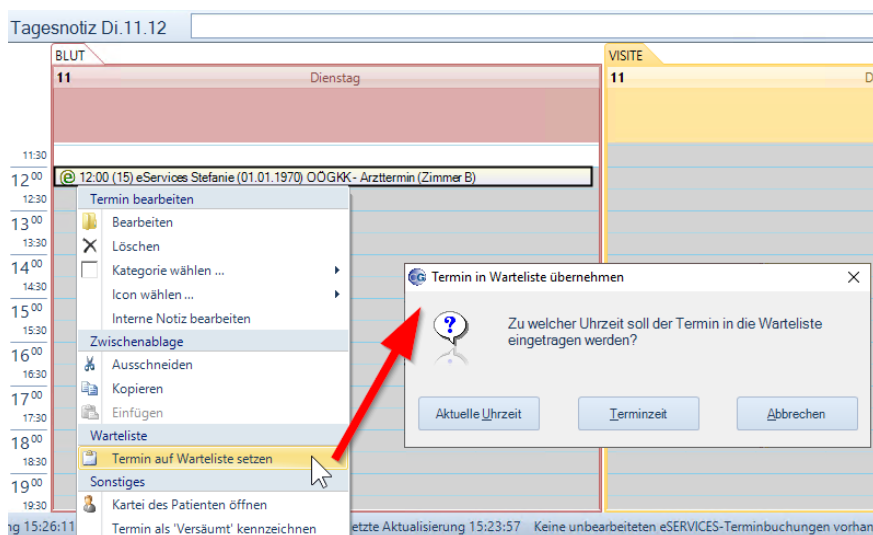 Tagesnotiz Di.11.12
BLUT
VISITE
11 Dienstag
11 D
11:30
12 00
@ 12:00 (15) eServices Stefanie (01.01.1970) OÖGKK - Arzttermin (Zimmer B)
12:30
13 00
13:30
14 00
14:30
15 00
15:30
16 00
16:30
17 00
17:30
18 00
18:30
19 00
19:30
Termin bearbeiten
Bearbeiten
Löschen
Kategorie wählen ...
Icon wählen ...
Interne Notiz bearbeiten
Zwischenablage
Ausschneiden
Kopieren
Einfügen
Warteliste
Termin auf Warteliste setzen
Sonstiges
Kartei des Patienten öffnen
Termin als 'Versäumt' kennzeichnen
Termin in Warteliste übernehmen
Zu welcher Uhrzeit soll der Termin in die Warteliste
eingetragen werden?
Aktuelle Uhrzeit Terminzeit Abbrechen
ng 15:26:11 etzte Aktualisierung 15:23:57 Keine unbearbeiteten eSERVICES-Terminbuchungen vorhan